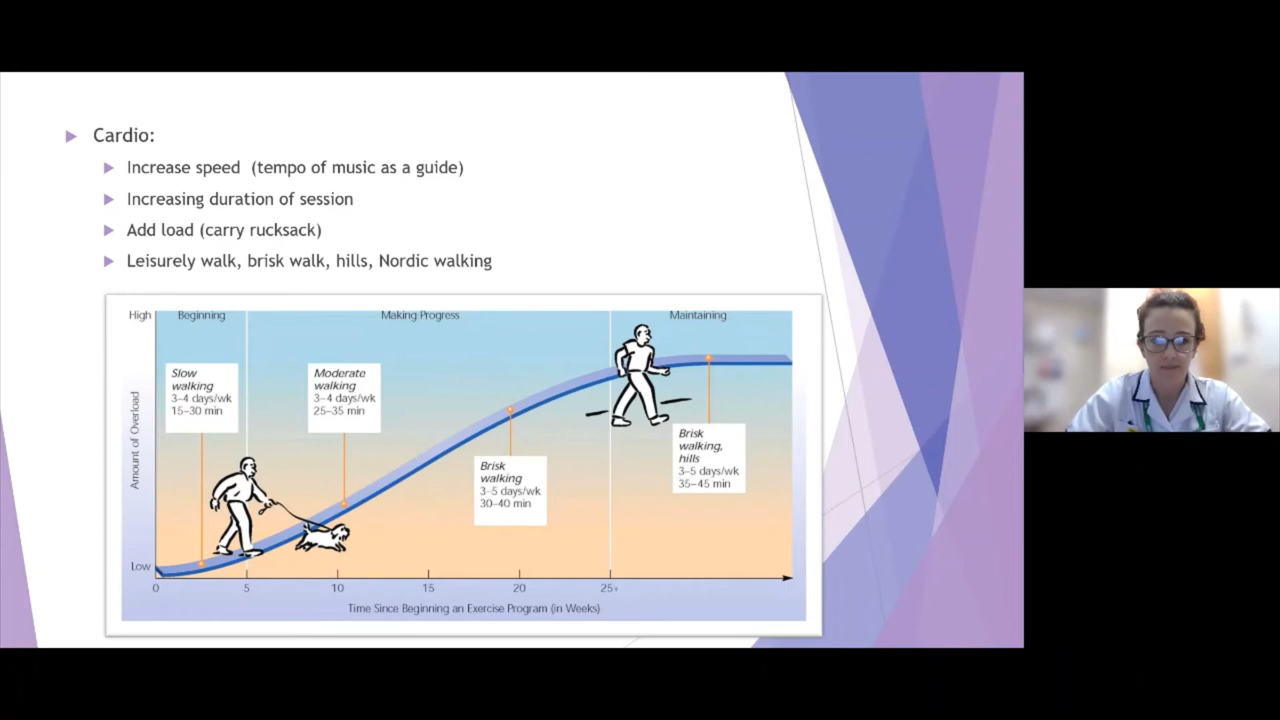 Cardio:
Increase speed (tempo of music as a guide)
Increasing duration of session
Add load (carry rucksack)
Leisurely walk, brisk walk, hills, Nordic walking
High
Beginning
Making Progress
Maintaining
Slow
walking
3–4 days/wk
15–30 min
Moderate
walking
3–4 days/wk
25–35 min
Brisk
walking
3–5 days/wk
30–40 min
Brisk
walking,
hills
3–5 days/wk
35–45 min
Amount of Overload
Low
0 5 10 15 20 25+
Time Since Beginning an Exercise Program (in Weeks)